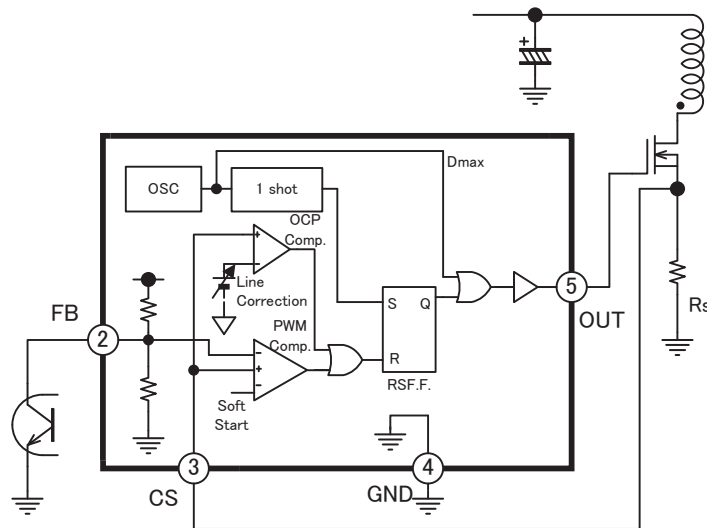 +
Dmax
OSC
1 shot
OCP
Comp.
+
−
Line
Correction
FB
2
PWM
Comp.
−
+
−
Soft
Start
S
Q
R
RSF.F.
5
OUT
Rs
3
CS
4
GND